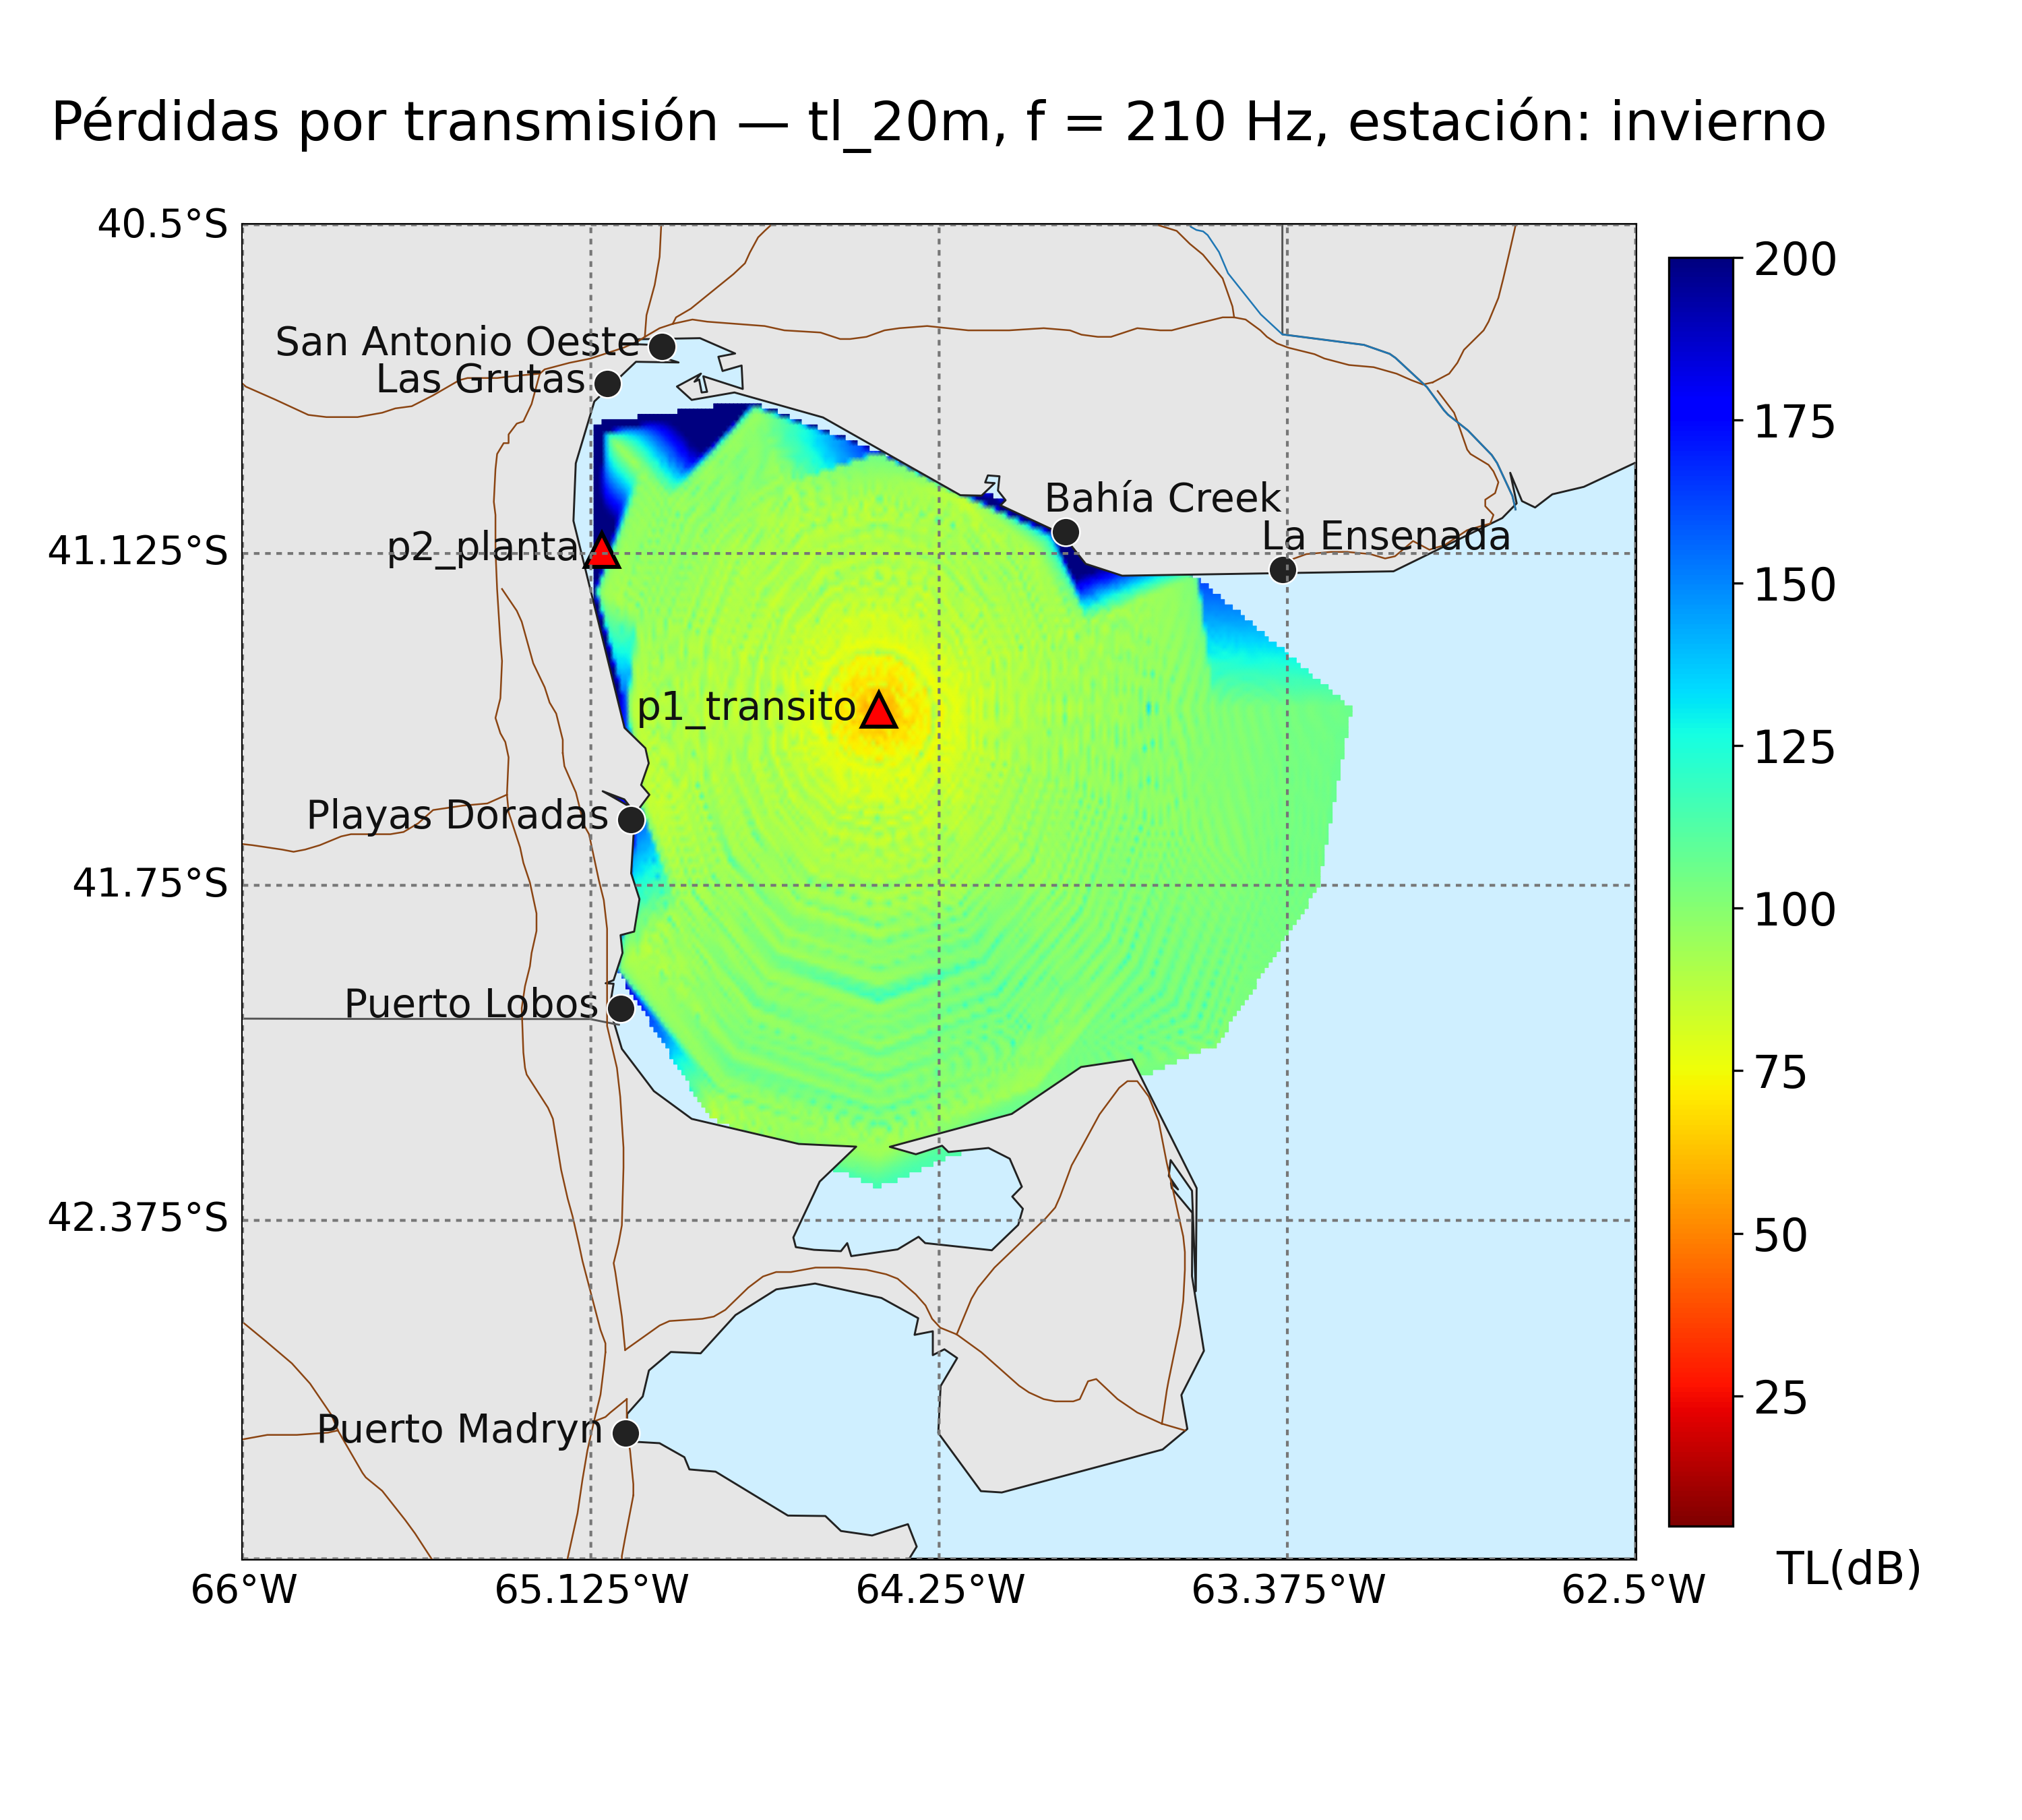 Pérdidas por transmisión — tl_20m, f = 210 Hz, estación: invierno
40.5°S
200
San Antonio Oeste
Las Grutas
175
Bahía Creek
La Ensenada
p2_planta
41.125°S
150
p1_transito
125
Playas Doradas
41.75°S
100
Puerto Lobos
75
42.375°S
50
25
Puerto Madryn
TL(dB)
66°W
65.125°W
64.25°W
63.375°W
62.5°W